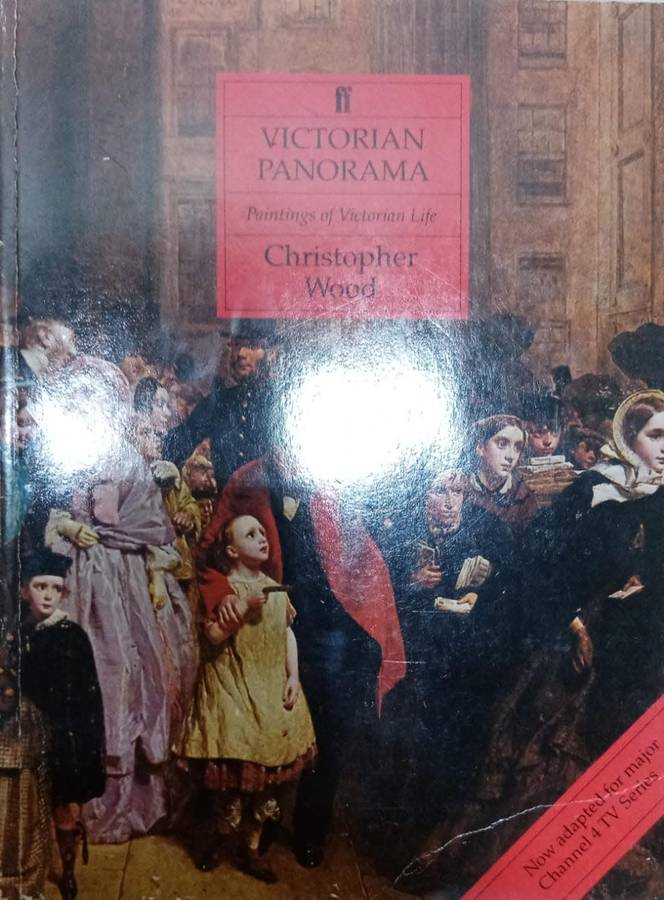 ff
VICTORIAN
PANORAMA
Paintings of Victorian Life
Christopher
Wood
Now adapted for major
Channel 4 TV Series